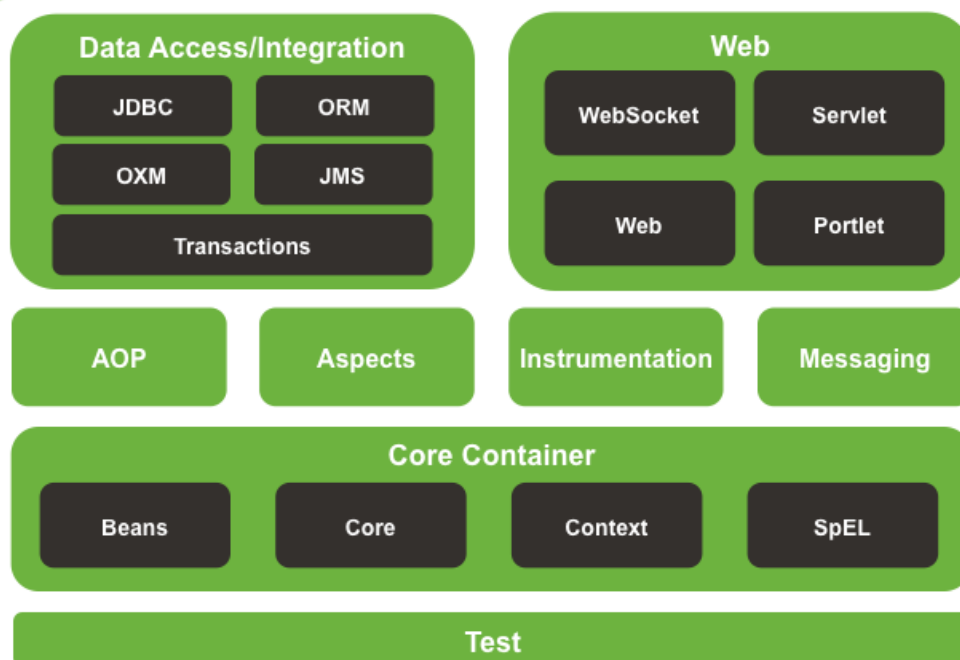 Data Access/Integration
JDBC
ORM
OXM
JMS
Transactions
Web
WebSocket
Servlet
Web
Portlet
AOP
Aspects
Instrumentation
Messaging
Core Container
Beans
Core
Context
SpEL
Test